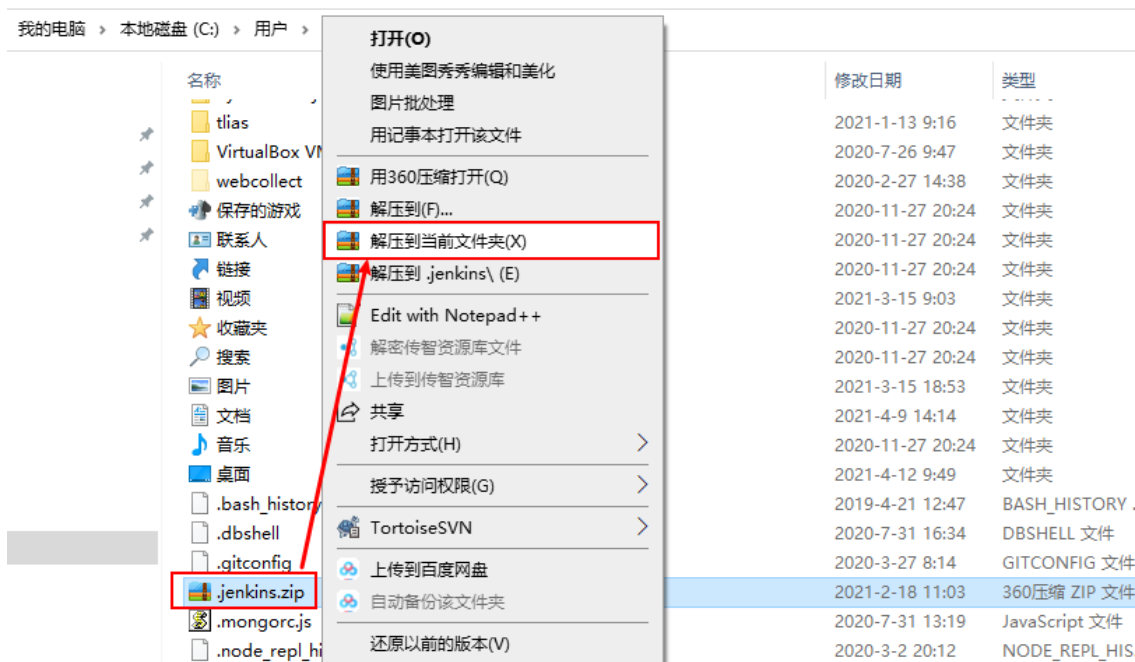 我的电脑 › 本地磁盘 (C:) › 用户 ›
名称
修改日期
类型
tlias
2021-1-13 9:16
文件夹
VirtualBox
2020-7-26 9:47
文件夹
webcollect
2020-2-27 14:38
文件夹
保存的游戏
2020-11-27 20:24
文件夹
联系人
2020-11-27 20:24
文件夹
链接
2020-11-27 20:24
文件夹
视频
2021-3-15 9:03
文件夹
收藏夹
2020-11-27 20:24
文件夹
搜索
2020-11-27 20:24
文件夹
图片
2021-3-15 18:53
文件夹
文档
2021-4-9 14:14
文件夹
音乐
2020-11-27 20:24
文件夹
桌面
2021-4-12 9:49
文件夹
.bash_history
2019-4-21 12:47
BASH_HISTORY
.dbshell
2020-7-31 16:34
DBSHELL 文件
.gitconfig
2020-3-27 8:14
GITCONFIG 文件
.jenkins.zip
2021-2-18 11:03
360压缩 ZIP 文件
.mongorc.js
2020-7-31 13:19
JavaScript 文件
.node_repl_hi
2020-3-2 20:12
NODE_REPL_HIS
打开(O)
使用美图秀秀编辑和美化
图片批处理
用记事本打开该文件
用360压缩打开(Q)
解压到(F)...
解压到当前文件夹(X)
解压到 .jenkins\ (E)
Edit with Notepad++
解密传智资源库文件
上传到传智资源库
共享
打开方式(H)
授予访问权限(G)
TortoiseSVN
上传到百度网盘
自动备份该文件夹
还原以前的版本(V)